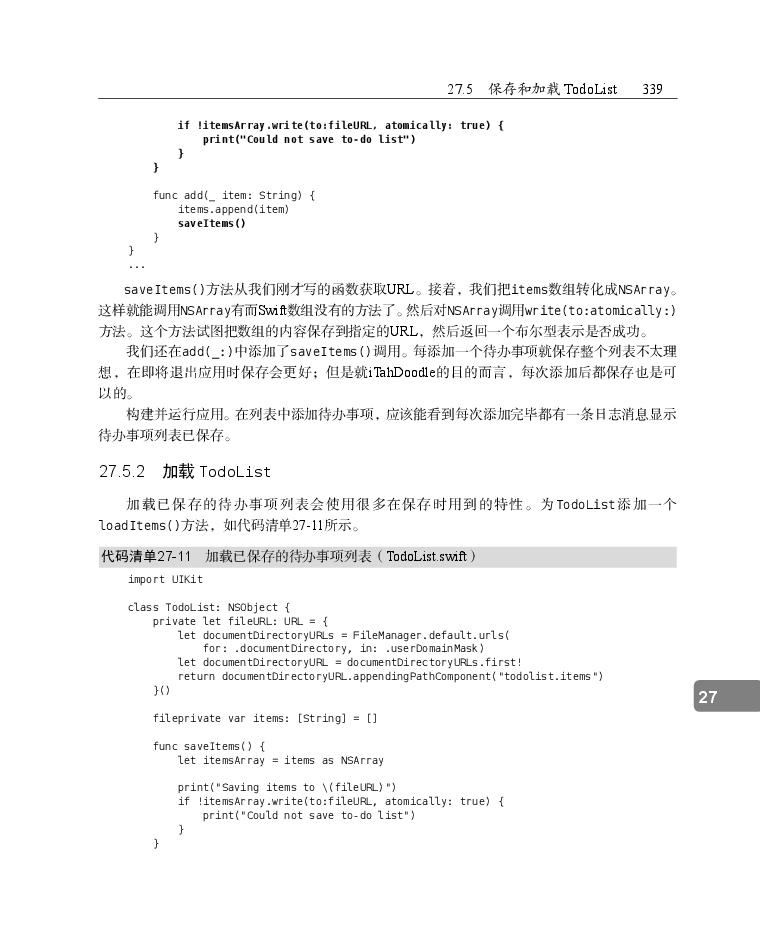 27.5 保存和加载 TodoList 339
if !itemsArray.write(to:fileURL, atomically: true) {
print("Could not save to-do list")
}
}
func add(_ item: String) {
items.append(item)
saveItems()
}
}
...
saveItems()方法从我们刚才写的函数获取URL。接着，我们把items数组转化成NSArray。
这样就能调用NSArray有而Swift数组没有的方法了。然后对NSArray调用write(to:atomically:)
方法。这个方法试图把数组的内容保存到指定的URL，然后返回一个布尔型表示是否成功。
我们还在add(_:)中添加了saveItems()调用。每添加一个待办事项就保存整个列表不太理
想，在即将退出应用时保存会更好；但是就iTahDoodle的目的而言，每次添加后都保存也是可
以的。
构建并运行应用。在列表中添加待办事项，应该能看到每次添加完毕都有一条日志消息显示
待办事项列表已保存。
27.5.2 加载 TodoList
加载已保存的待办事项列表会使用很多在保存时用到的特性。为TodoList添加一个
loadItems()方法，如代码清单27-11所示。
代码清单27-11 加载已保存的待办事项列表（TodoList.swift）
import UIKit
class TodoList: NSObject {
private let fileURL: URL = {
let documentDirectoryURLs = FileManager.default.urls(
for: .documentDirectory, in: .userDomainMask)
let documentDirectoryURL = documentDirectoryURLs.first!
return documentDirectoryURL.appendingPathComponent("todolist.items")
}()
27
fileprivate var items: [String] = []
func saveItems() {
let itemsArray = items as NSArray
print("Saving items to \(fileURL)")
if !itemsArray.write(to:fileURL, atomically: true) {
print("Could not save to-do list")
}
}